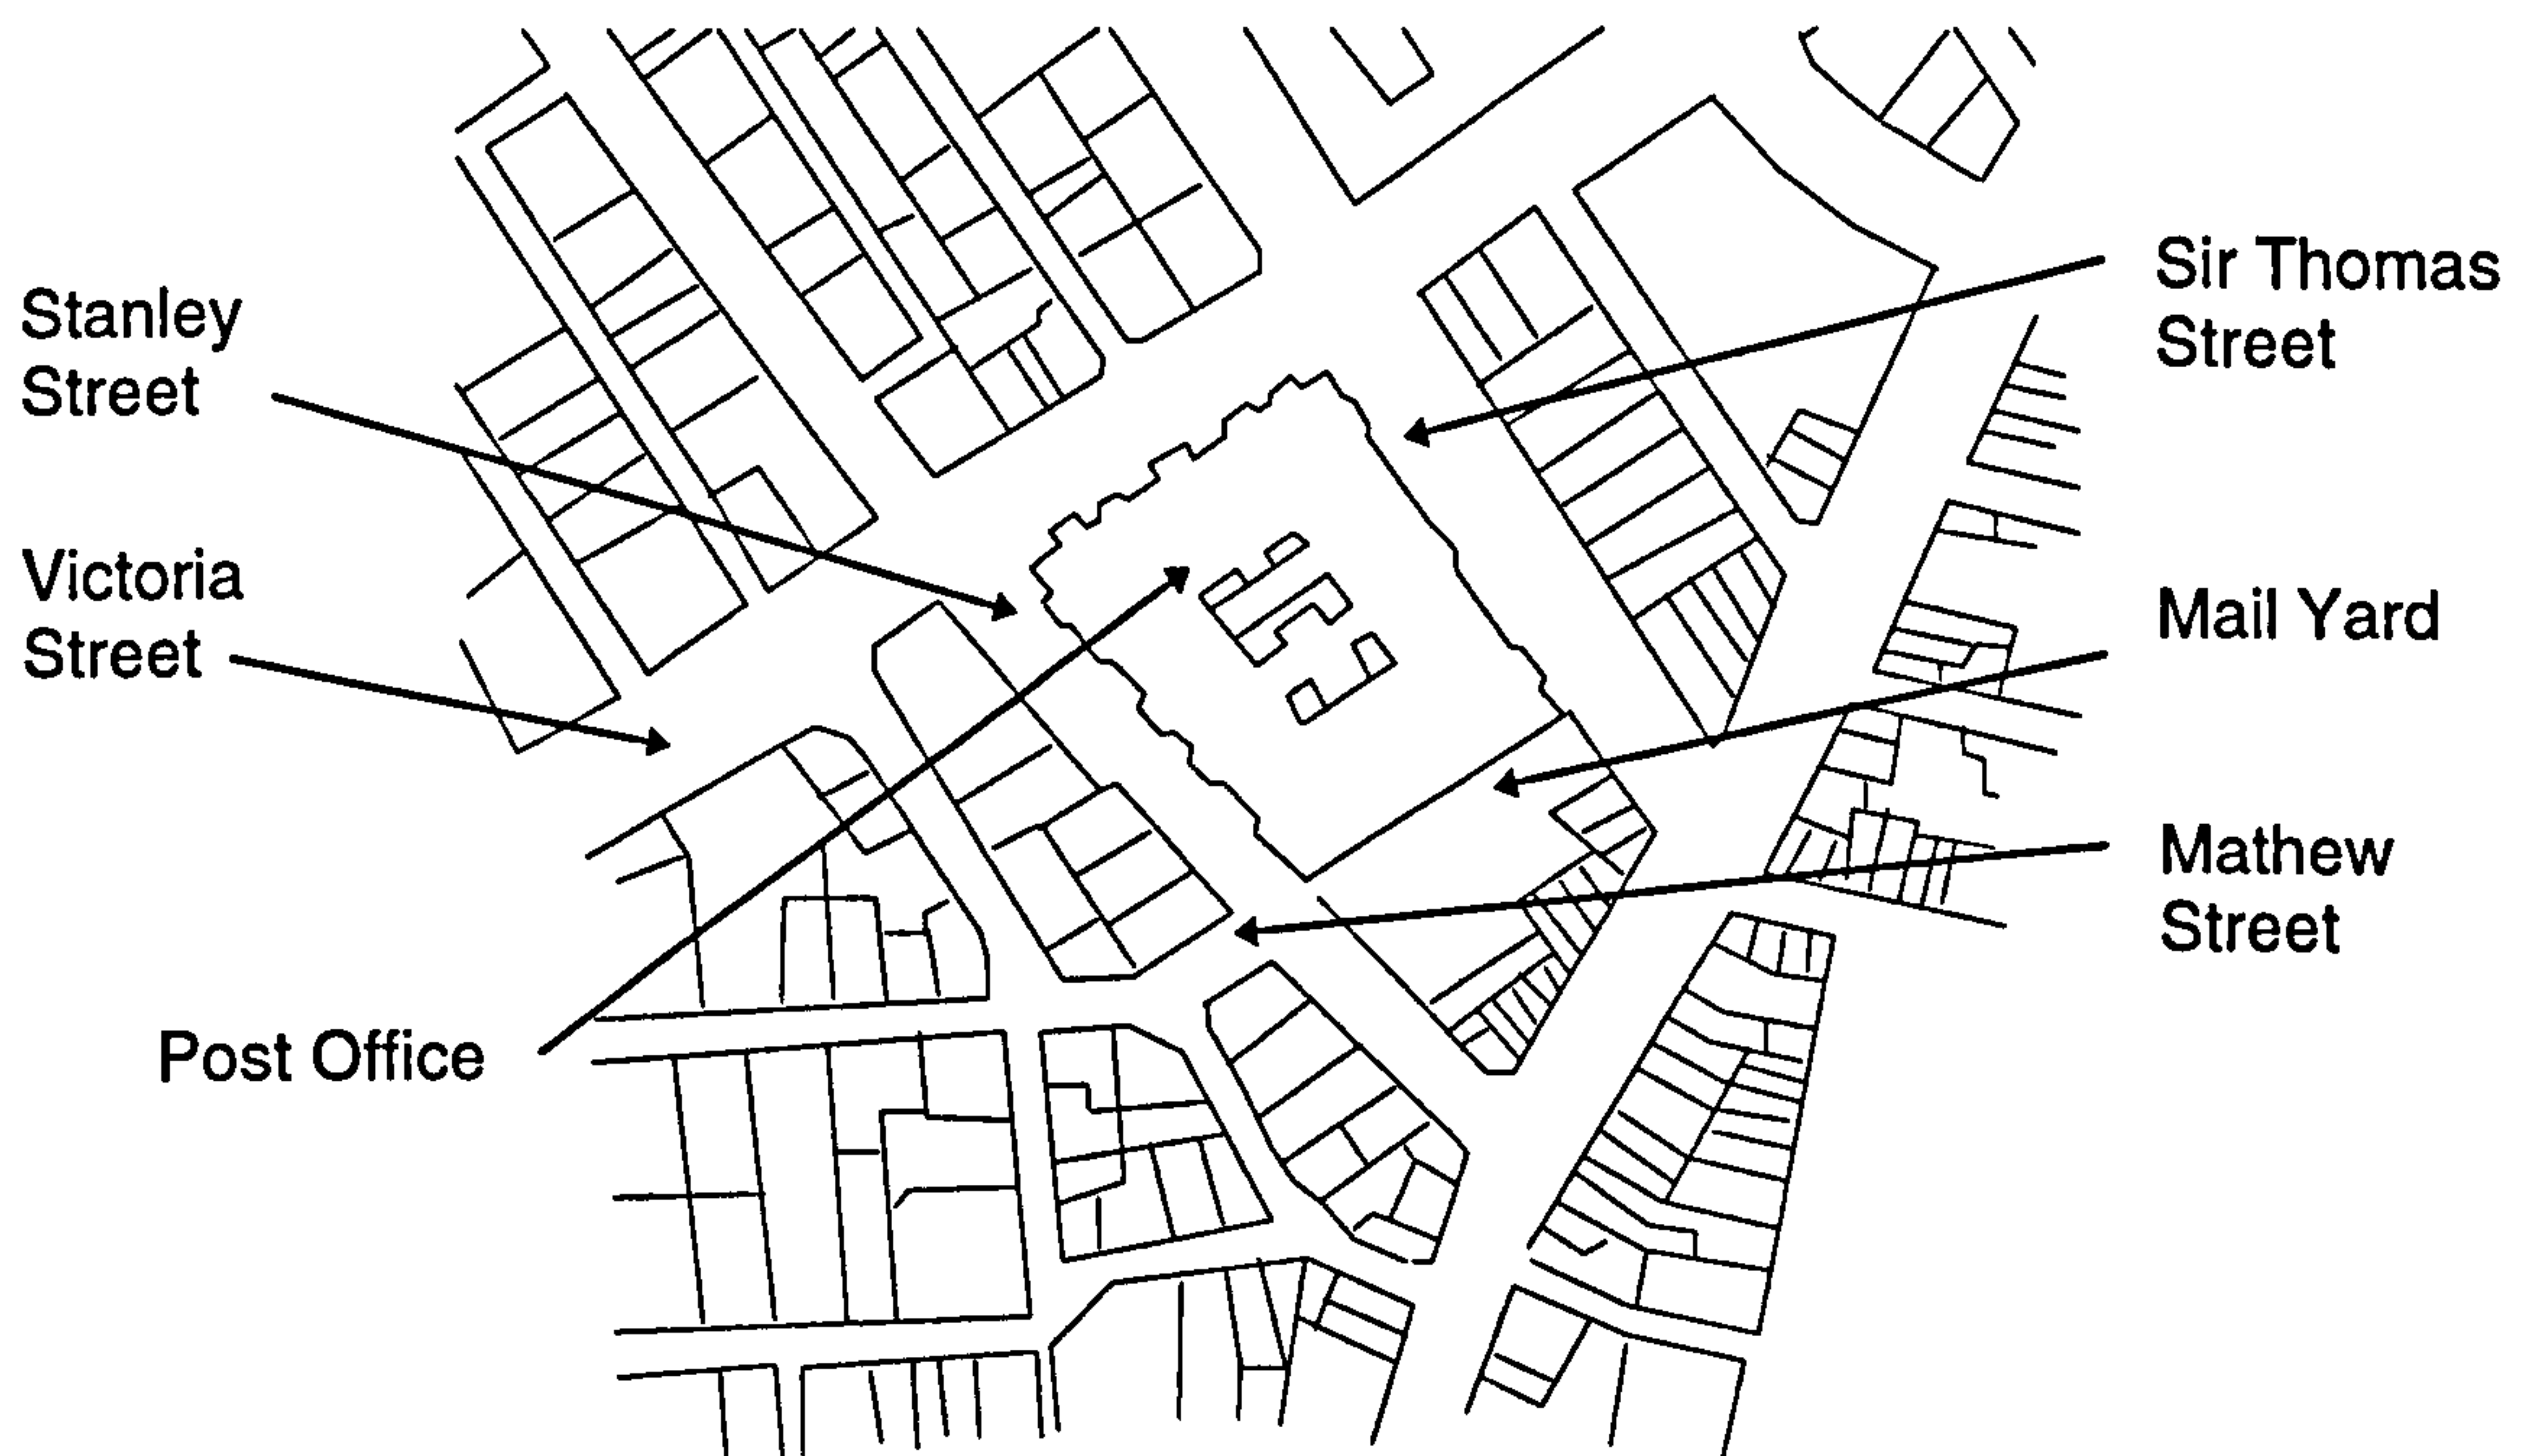 Stanley
Street
Victoria
Street
Post Office
Sir Thomas
Street
Mail Yard
Mathew
Street